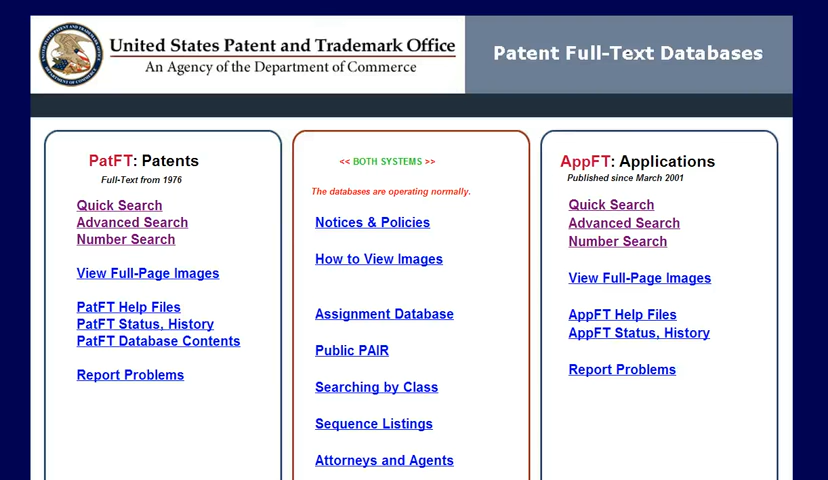 United States Patent and Trademark Office
An Agency of the Department of Commerce
Patent Full-Text Databases
PatFT: Patents
Full-Text from 1976
Quick Search
Advanced Search
Number Search
View Full-Page Images
PatFT Help Files
PatFT Status, History
PatFT Database Contents
Report Problems
<< BOTH SYSTEMS >>
The databases are operating normally.
Notices & Policies
How to View Images
Assignment Database
Public PAIR
Searching by Class
Sequence Listings
Attorneys and Agents
AppFT: Applications
Published since March 2001
Quick Search
Advanced Search
Number Search
View Full-Page Images
AppFT Help Files
AppFT Status, History
Report Problems